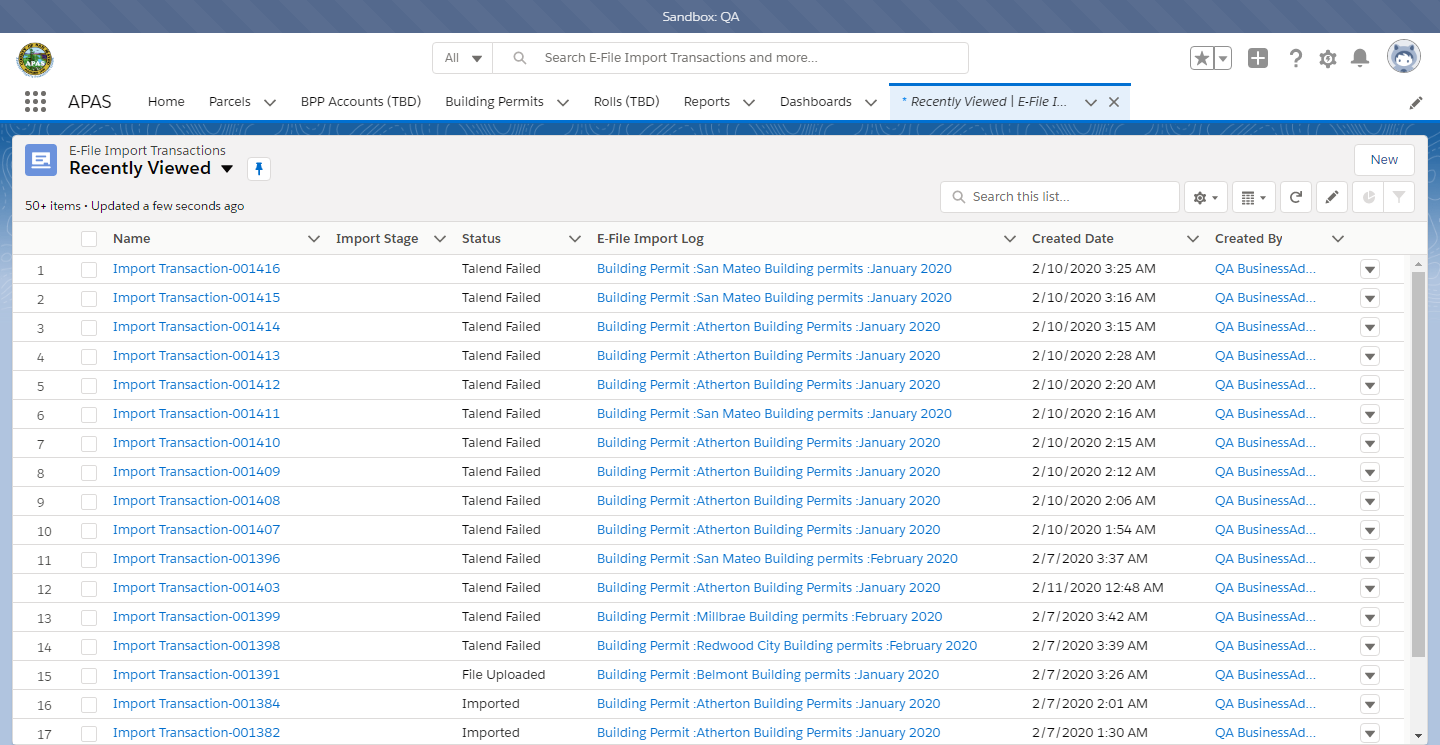 Sandbox: QA
APAS
All
Search E-File Import Transactions and more...
APAS Home Parcels BPP Accounts (TBD) Building Permits Rolls (TBD) Reports Dashboards * Recently Viewed | E-File I...
E-File Import Transactions
Recently Viewed
New
50+ items • Updated a few seconds ago
Search this list...
Name Import Stage Status E-File Import Log Created Date Created By
1 Import Transaction-001416 Talend Failed Building Permit :San Mateo Building permits :January 2020 2/10/2020 3:25 AM QA BusinessAd...
2 Import Transaction-001415 Talend Failed Building Permit :San Mateo Building permits :January 2020 2/10/2020 3:16 AM QA BusinessAd...
3 Import Transaction-001414 Talend Failed Building Permit :Atherton Building Permits :January 2020 2/10/2020 3:15 AM QA BusinessAd...
4 Import Transaction-001413 Talend Failed Building Permit :Atherton Building Permits :January 2020 2/10/2020 2:28 AM QA BusinessAd...
5 Import Transaction-001412 Talend Failed Building Permit :Atherton Building Permits :January 2020 2/10/2020 2:20 AM QA BusinessAd...
6 Import Transaction-001411 Talend Failed Building Permit :San Mateo Building permits :January 2020 2/10/2020 2:16 AM QA BusinessAd...
7 Import Transaction-001410 Talend Failed Building Permit :Atherton Building Permits :January 2020 2/10/2020 2:15 AM QA BusinessAd...
8 Import Transaction-001409 Talend Failed Building Permit :Atherton Building Permits :January 2020 2/10/2020 2:12 AM QA BusinessAd...
9 Import Transaction-001408 Talend Failed Building Permit :Atherton Building Permits :January 2020 2/10/2020 2:06 AM QA BusinessAd...
10 Import Transaction-001407 Talend Failed Building Permit :Atherton Building Permits :January 2020 2/10/2020 1:54 AM QA BusinessAd...
11 Import Transaction-001396 Talend Failed Building Permit :San Mateo Building permits :February 2020 2/7/2020 3:37 AM QA BusinessAd...
12 Import Transaction-001403 Talend Failed Building Permit :Atherton Building Permits :January 2020 2/11/2020 12:48 AM QA BusinessAd...
13 Import Transaction-001399 Talend Failed Building Permit :Millbrae Building permits :February 2020 2/7/2020 3:42 AM QA BusinessAd...
14 Import Transaction-001398 Talend Failed Building Permit :Redwood City Building permits :February 2020 2/7/2020 3:39 AM QA BusinessAd...
15 Import Transaction-001391 File Uploaded Building Permit :Belmont Building permits :January 2020 2/7/2020 3:26 AM QA BusinessAd...
16 Import Transaction-001384 Imported Building Permit :Atherton Building Permits :January 2020 2/7/2020 2:01 AM QA BusinessAd...
17 Import Transaction-001382 Imported Building Permit :Atherton Building Permits :January 2020 2/7/2020 1:30 AM QA BusinessAd...